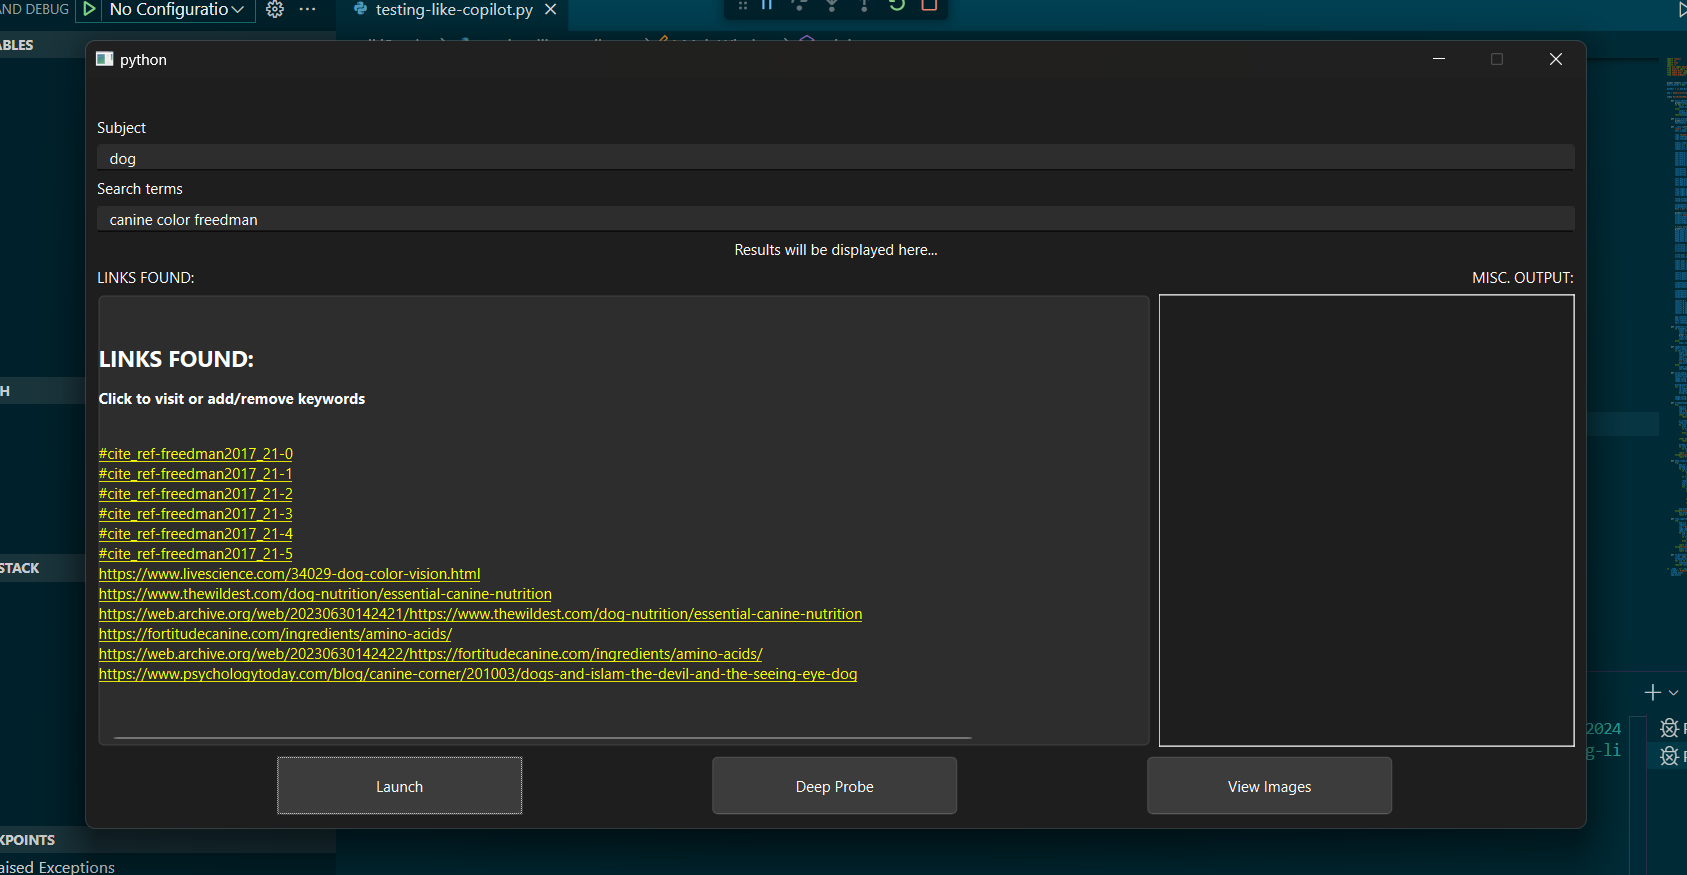 AND DEBUG No Configuratio testing-like-copilot.py
ABLES
python
Subject
dog
Search terms
canine color freedman
Results will be displayed here...
LINKS FOUND:
MISC. OUTPUT:
LINKS FOUND:
Click to visit or add/remove keywords
#cite_ref-freedman2017_21-0
#cite_ref-freedman2017_21-1
#cite_ref-freedman2017_21-2
#cite_ref-freedman2017_21-3
#cite_ref-freedman2017_21-4
#cite_ref-freedman2017_21-5
https://www.livescience.com/34029-dog-color-vision.html
https://www.thewildest.com/dog-nutrition/essential-canine-nutrition
https://web.archive.org/web/20230630142421/https://www.thewildest.com/dog-nutrition/essential-canine-nutrition
https://fortitudecanine.com/ingredients/amino-acids/
https://web.archive.org/web/20230630142422/https://fortitudecanine.com/ingredients/amino-acids/
https://www.psychologytoday.com/blog/canine-corner/201003/dogs-and-islam-the-devil-and-the-seeing-eye-dog
Launch
Deep Probe
View Images
H
STACK
2024
g-li
KPOINTS
aised Exceptions